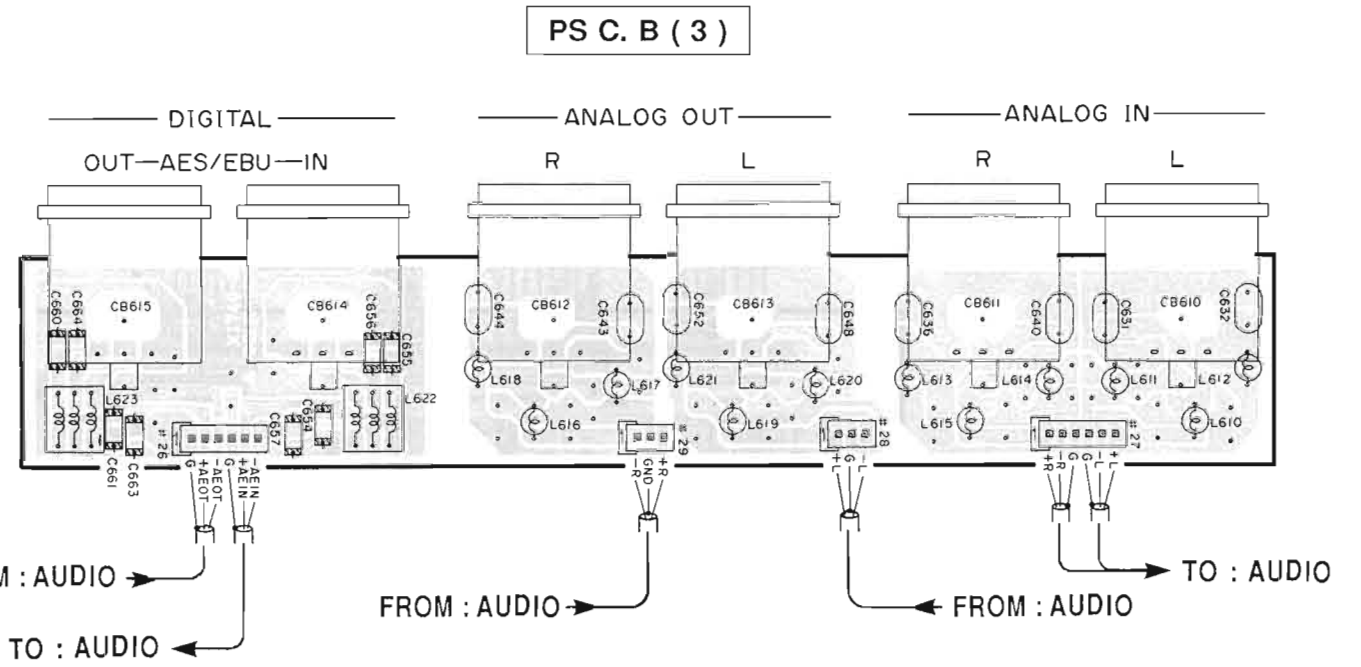 PS C. B ( 3 )
DIGITAL
ANALOG OUT
ANALOG IN
OUT—AES/EBU—IN
R
L
R
L
C660
C664
CB615
CB614
C656
C655
C644
CB612
C643
C652
CB613
C648
C636
CB611
C640
C631
CB610
C632
L623
L622
L618
L617
L621
L620
L613
L614
L611
L612
L616
L619
L615
L610
C661
C663
C657
C654
# 26
# 29
# 28
# 27
G
+AEOT
-AEOT
G
+AEIN
-AEIN
-R
GND
+R
+L
G
-L
+R
-R
G
G
-L
+L
M : AUDIO
TO : AUDIO
FROM : AUDIO
FROM : AUDIO
TO : AUDIO